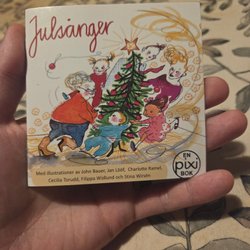 Julsånger
Med illustrationer av John Bauer, Jan Lööf, Charlotte Ramel
Cecilia Torudd, Filippa Widlund och Stina Wirsén
EN
pixi
BOK